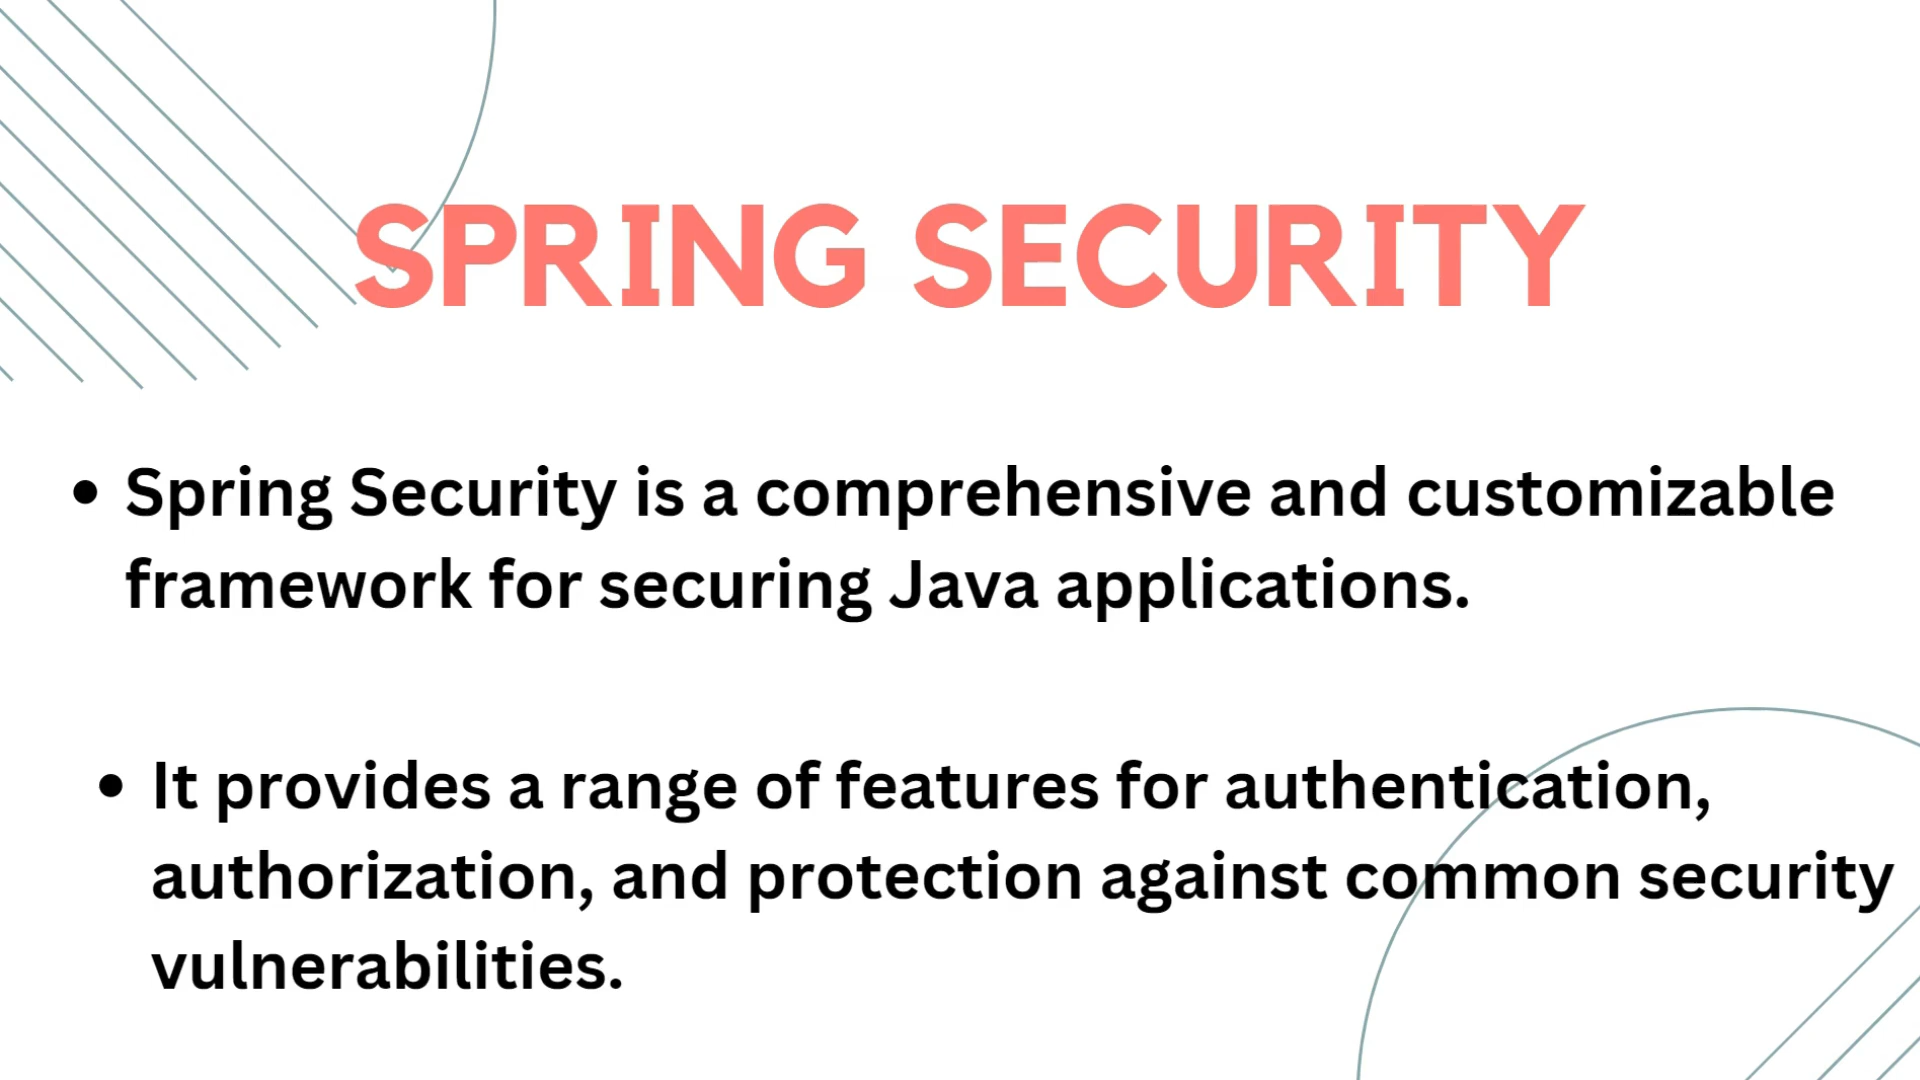 SPRING SECURITY
• Spring Security is a comprehensive and customizable
framework for securing Java applications.
• It provides a range of features for authentication,
authorization, and protection against common security
vulnerabilities.